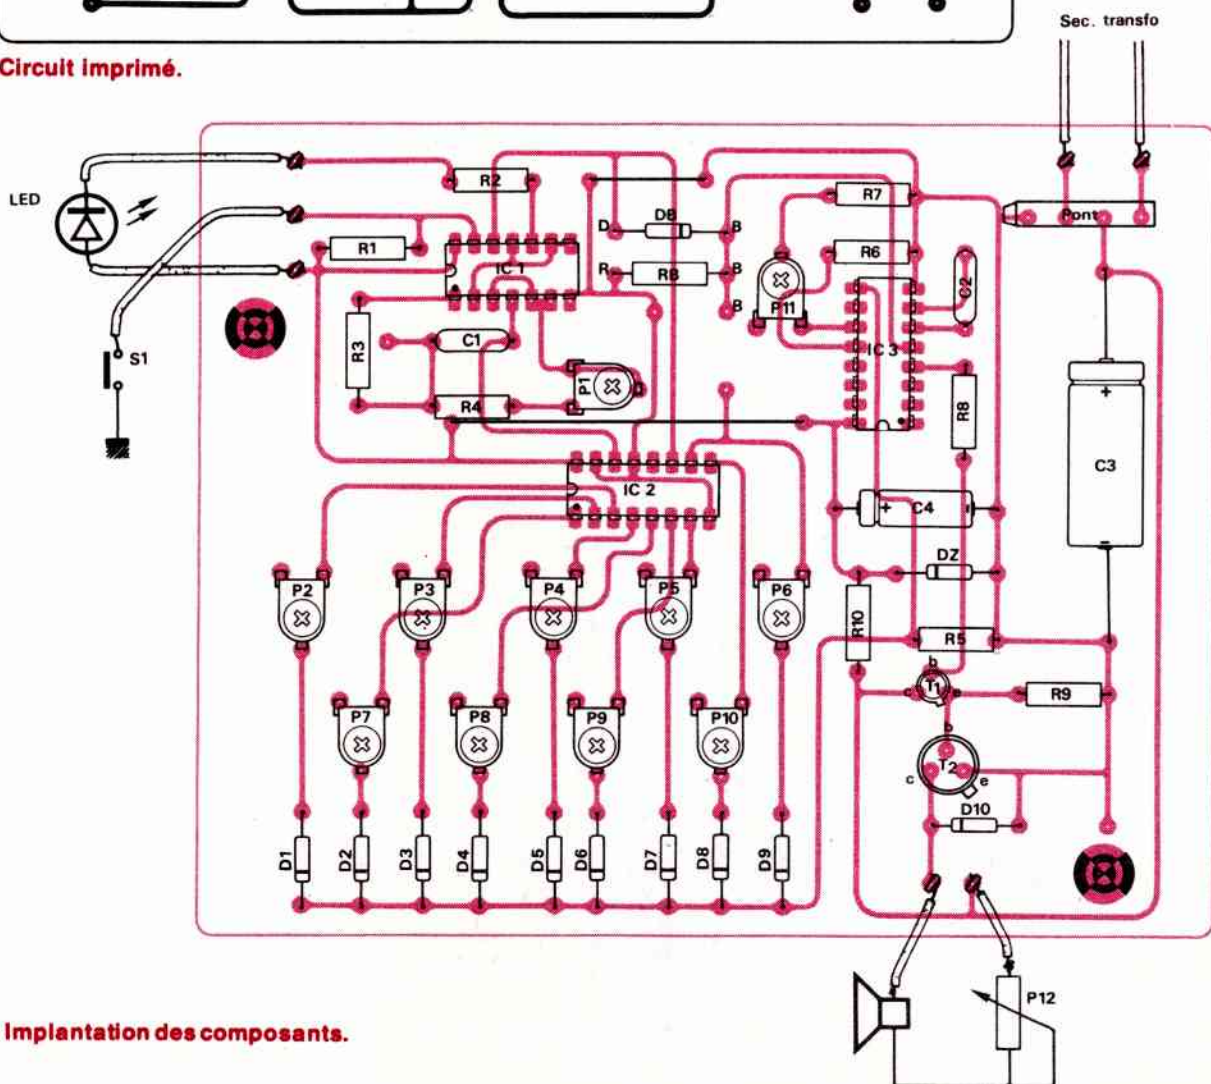 Sec. transfo
Circuit imprimé.
LED
R2
R7
Pont
D
DB
B
R1
IC 1
R6
R
RB
B
C2
P11
B
S1
R3
C1
IC 3
P1
R4
R8
C3
+
IC 2
+
C4
-
DZ
-
P2
P3
P4
P5
P6
R10
R5
b
c
T1
e
R9
P7
P8
P9
P10
b
T2
c
e
D10
D1
D2
D3
D4
D5
D6
D7
D8
D9
P12
Implantation des composants.